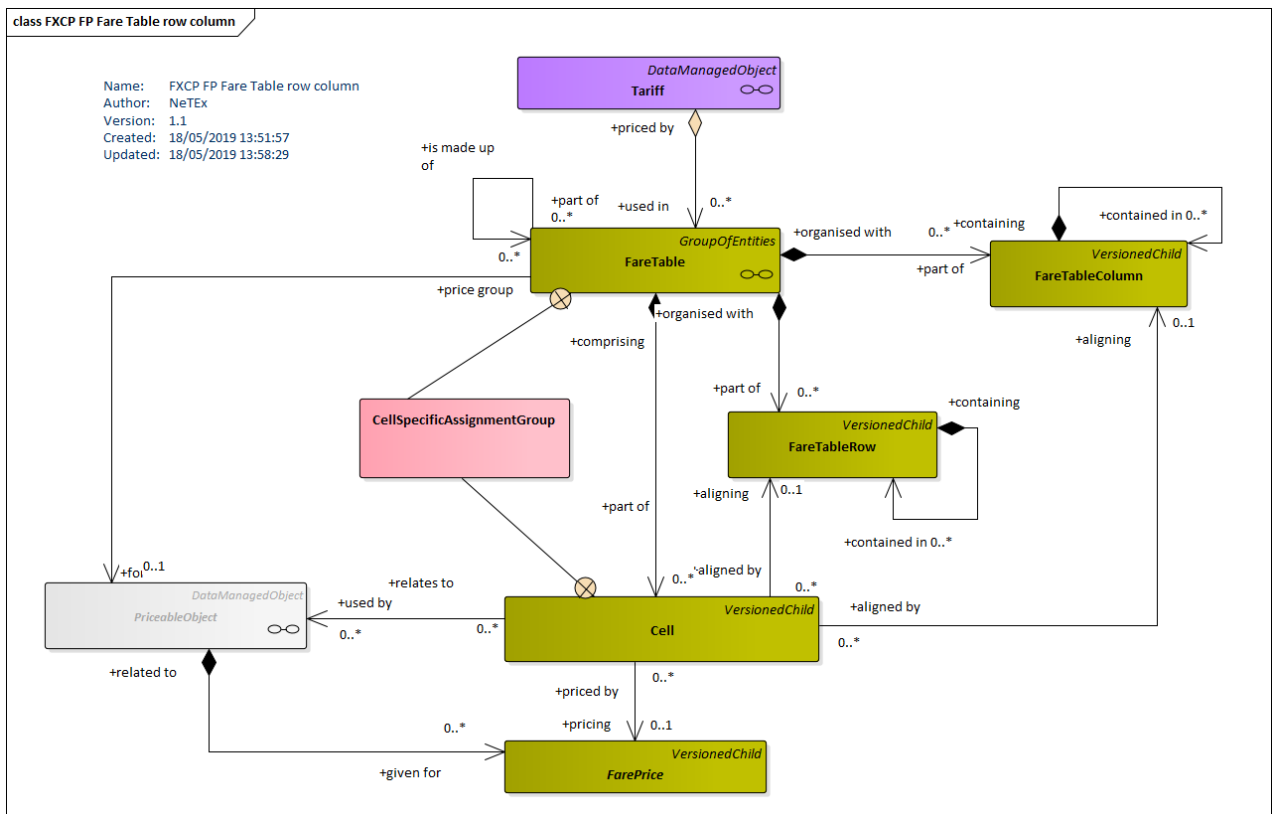 class FXCP FP Fare Table row column
Name: FXCP FP Fare Table row column
Author: NeTEx
Version: 1.1
Created: 18/05/2019 13:51:57
Updated: 18/05/2019 13:58:29
DataManagedObject
Tariff
+priced by
+is made up
of
+part of
0..*
+used in
0..*
GroupOfEntities
FareTable
0..*
+organised with
0..*
+containing
+contained in 0..*
+part of
VersionedChild
FareTableColumn
+price group
+organised with
+comprising
0..1
+aligning
CellSpecificAssignmentGroup
+part of
0..*
+containing
VersionedChild
FareTableRow
+aligning
0..1
+part of
+contained in 0..*
+for
0..1
+relates to
0..*
+aligned by
0..*
DataManagedObject
PriceableObject
+used by
0..*
0..*
VersionedChild
Cell
+aligned by
0..*
+related to
0..*
+priced by
+pricing
0..1
0..*
+given for
VersionedChild
FarePrice